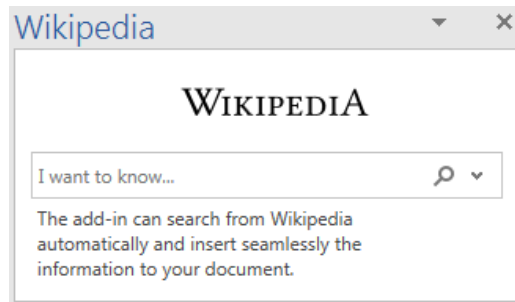 Wikipedia
WIKIPEDIA
I want to know...
The add-in can search from Wikipedia
automatically and insert seamlessly the
information to your document.